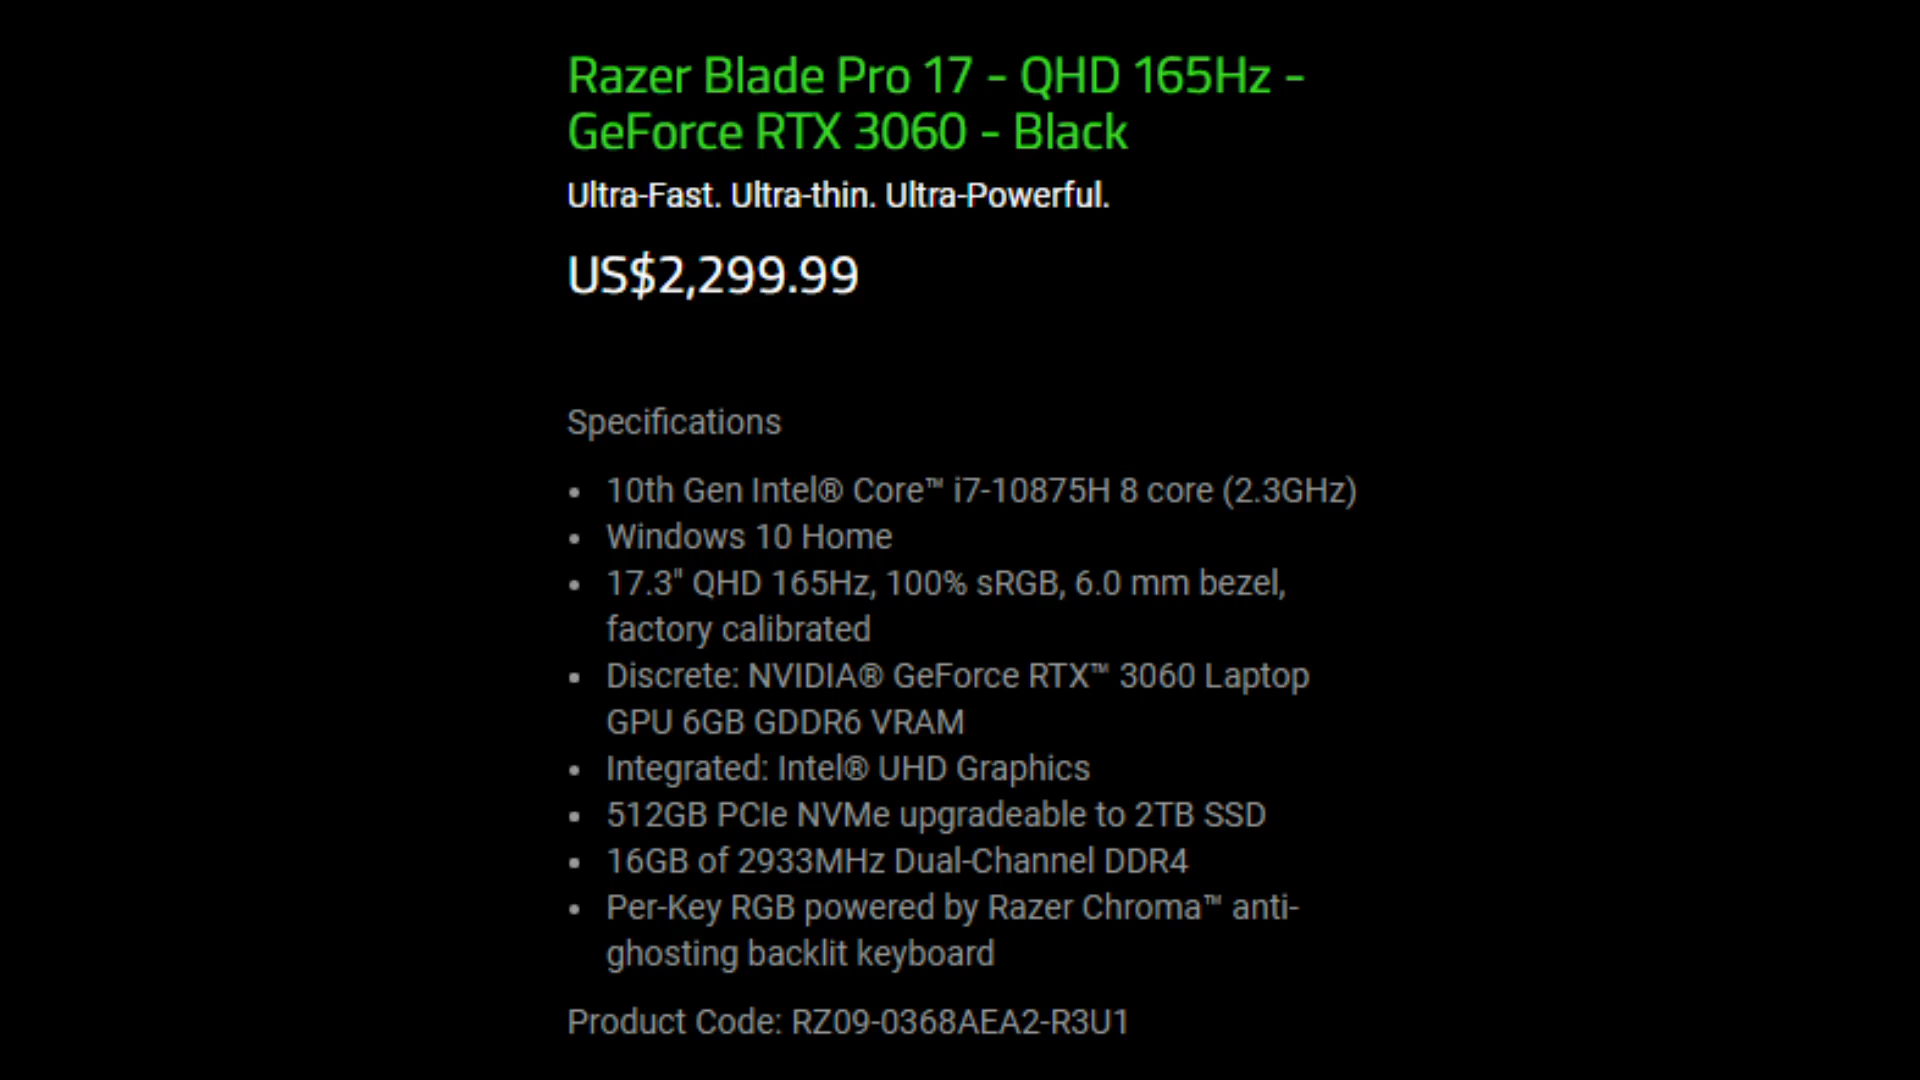 Razer Blade Pro 17 - QHD 165Hz -
GeForce RTX 3060 - Black
Ultra-Fast. Ultra-thin. Ultra-Powerful.
US$2,299.99
Specifications
• 10th Gen Intel® Core™ i7-10875H 8 core (2.3GHz)
• Windows 10 Home
• 17.3" QHD 165Hz, 100% sRGB, 6.0 mm bezel,
factory calibrated
• Discrete: NVIDIA® GeForce RTX™ 3060 Laptop
GPU 6GB GDDR6 VRAM
• Integrated: Intel® UHD Graphics
• 512GB PCIe NVMe upgradeable to 2TB SSD
• 16GB of 2933MHz Dual-Channel DDR4
• Per-Key RGB powered by Razer Chroma™ anti-
ghosting backlit keyboard
Product Code: RZ09-0368AEA2-R3U1